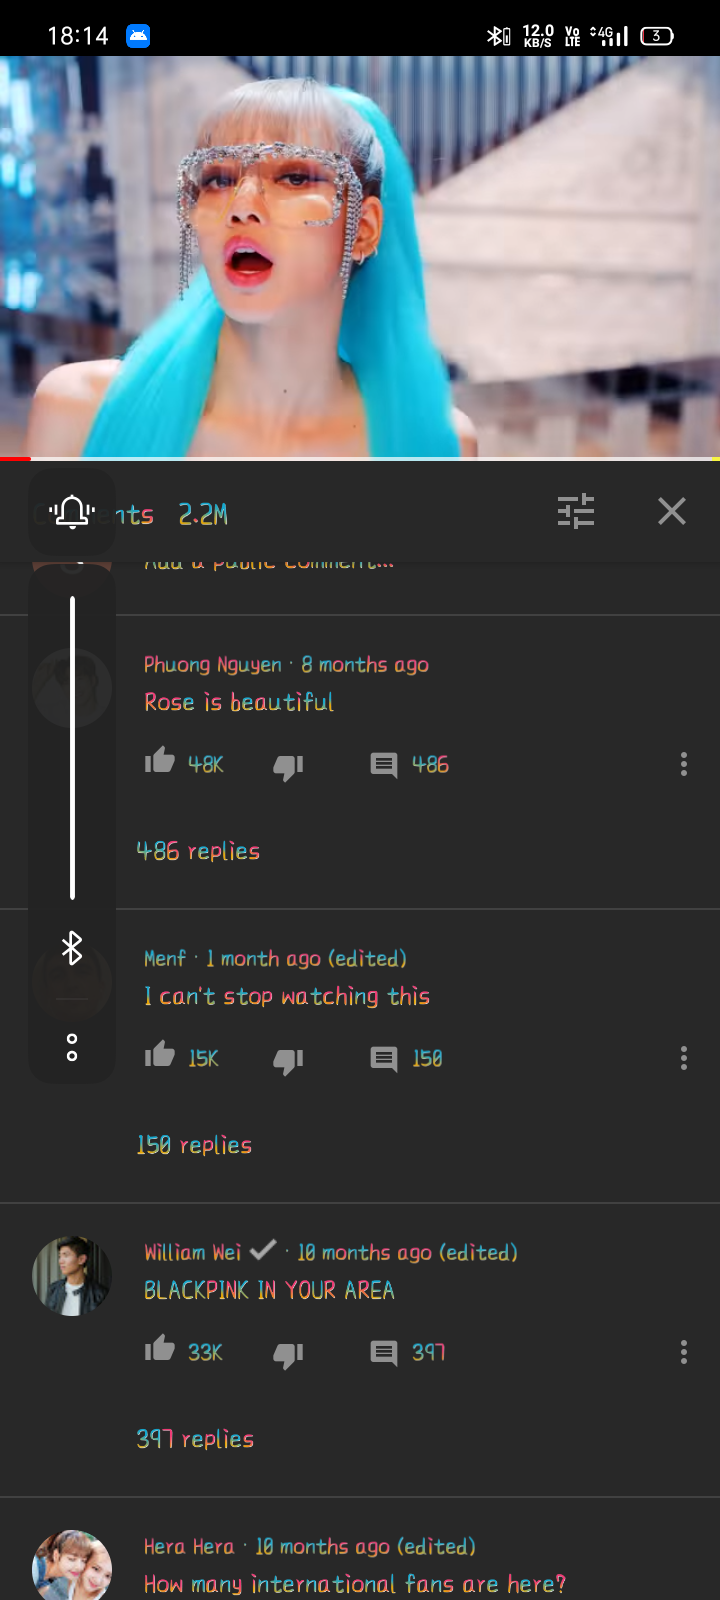 18:14
12.0
KB/S
Vo
LTE
4G
3
nts 2.2M
Add a public comment...
Phuong Nguyen · 8 months ago
Rose is beautiful
48K
486
486 replies
Menf · 1 month ago (edited)
I can't stop watching this
15K
150
150 replies
William Wei · 10 months ago (edited)
BLACKPINK IN YOUR AREA
33K
397
397 replies
Hera Hera · 10 months ago (edited)
How many international fans are here?